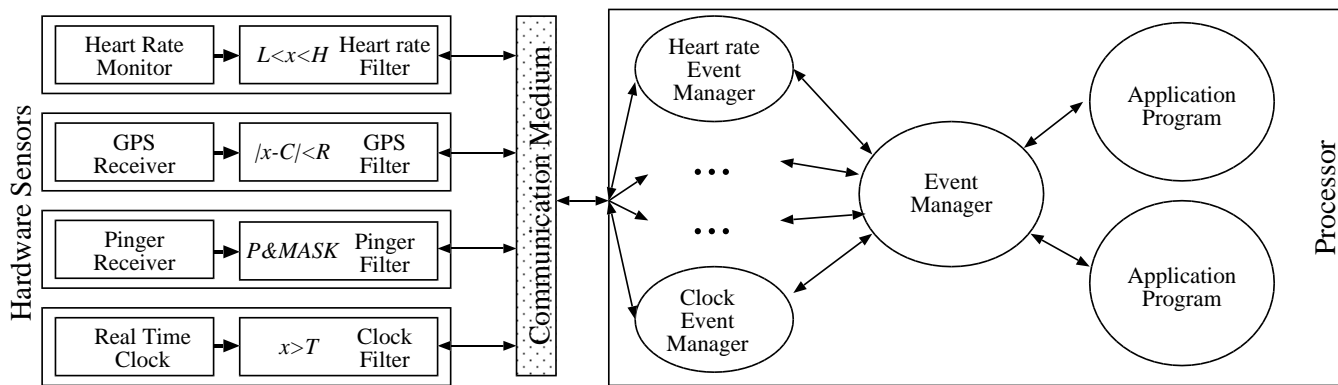 Hardware Sensors
Heart Rate
Monitor
L<x<H
Heart rate
Filter
GPS
Receiver
|x-C|<R
GPS
Filter
Pinger
Receiver
P&MASK
Pinger
Filter
Real Time
Clock
x>T
Clock
Filter
Communication Medium
Heart rate
Event
Manager
...
...
Clock
Event
Manager
Event
Manager
Application
Program
Application
Program
Processor